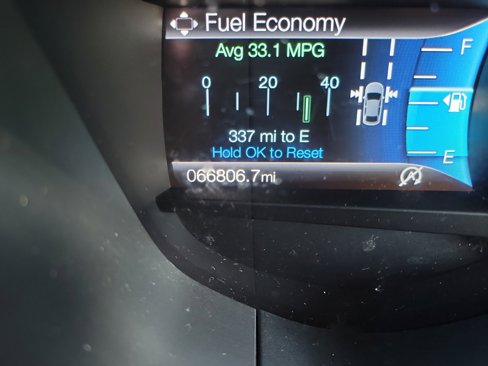 Fuel Economy
Avg 33.1 MPG
0 20 40
337 mi to E
Hold OK to Reset
066806.7mi
F
E
A